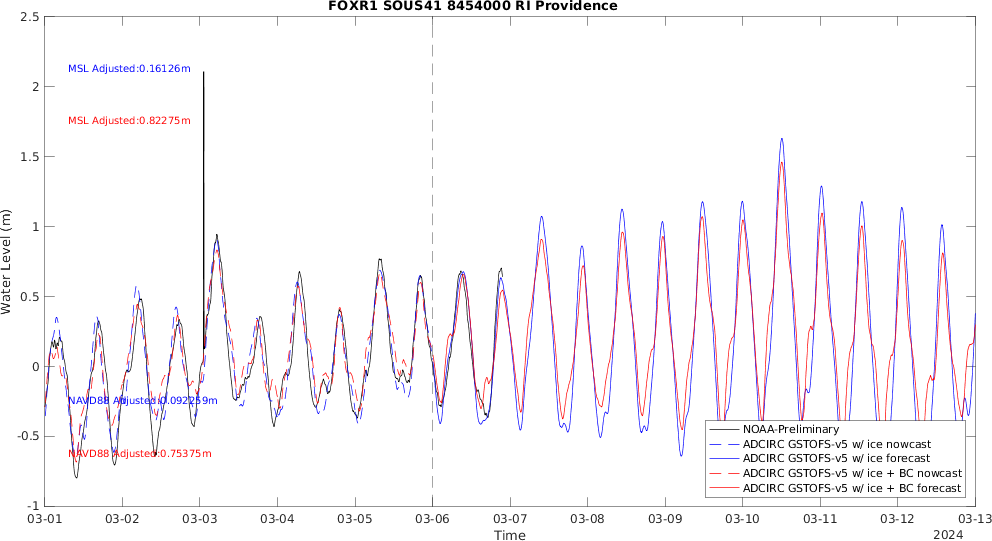 FOXR1 SOUS41 8454000 RI Providence
2.5
2
1.5
1
0.5
0
-0.5
-1
Water Level (m)
MSL Adjusted:0.16126m
MSL Adjusted:0.82275m
NAVD88 Adjusted:0.092259m
NAVD88 Adjusted:0.75375m
NOAA-Preliminary
ADCIRC GSTOFS-v5 w/ ice nowcast
ADCIRC GSTOFS-v5 w/ ice forecast
ADCIRC GSTOFS-v5 w/ ice + BC nowcast
ADCIRC GSTOFS-v5 w/ ice + BC forecast
03-01 03-02 03-03 03-04 03-05 03-06 03-07 03-08 03-09 03-10 03-11 03-12 03-13
Time
2024